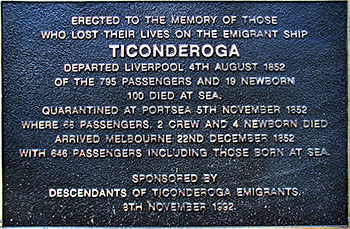 ERECTED TO THE MEMORY OF THOSE
WHO LOST THEIR LIVES ON THE EMIGRANT SHIP
TICONDEROGA
DEPARTED LIVERPOOL 4TH AUGUST 1852
OF THE 795 PASSENGERS AND 19 NEWBORN
100 DIED AT SEA.
QUARANTINED AT PORTSEA 5TH NOVEMBER 1852
WHERE 68 PASSENGERS, 2 CREW AND 4 NEWBORN DIED
ARRIVED MELBOURNE 22ND DECEMBER 1852
WITH 646 PASSENGERS INCLUDING THOSE BORN AT SEA.
SPONSORED BY
DESCENDANTS OF TICONDEROGA EMIGRANTS.
8TH NOVEMBER 1992.